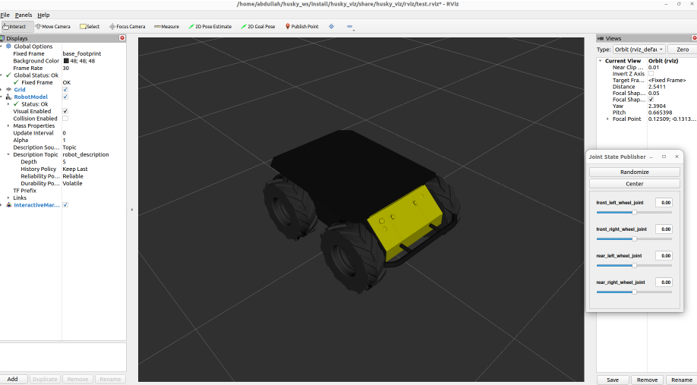 /home/abdullah/husky_ws/install/husky_viz/share/husky_viz/rviz/test.rviz* - RViz
File Panels Help
Interact Move Camera Select Focus Camera Measure 2D Pose Estimate 2D Goal Pose Publish Point
Displays
Global Options
Fixed Frame base_footprint
Background Color 48; 48; 48
Frame Rate 30
Global Status: Ok
Fixed Frame OK
Grid
RobotModel
Status: Ok
Visual Enabled
Collision Enabled
Mass Properties
Update Interval 0
Alpha 1
Description Sou... Topic
Description Topic robot_description
Depth 5
History Policy Keep Last
Reliability Po... Reliable
Durability Po... Volatile
TF Prefix
Links
InteractiveMar...
Add Duplicate Remove Rename
Views
Type: Orbit (rviz_defau Zero
Current View Orbit (rviz)
Near Clip ... 0.01
Invert Z Axis
Target Fra... <Fixed Frame>
Distance 2.5411
Focal Shap... 0.05
Focal Shap...
Yaw 2.3904
Pitch 0.665398
Focal Point 0.12509; -0.1313...
Joint State Publisher
Randomize
Center
front_left_wheel_joint 0.00
front_right_wheel_joint 0.00
rear_left_wheel_joint 0.00
rear_right_wheel_joint 0.00
Save Remove Rename